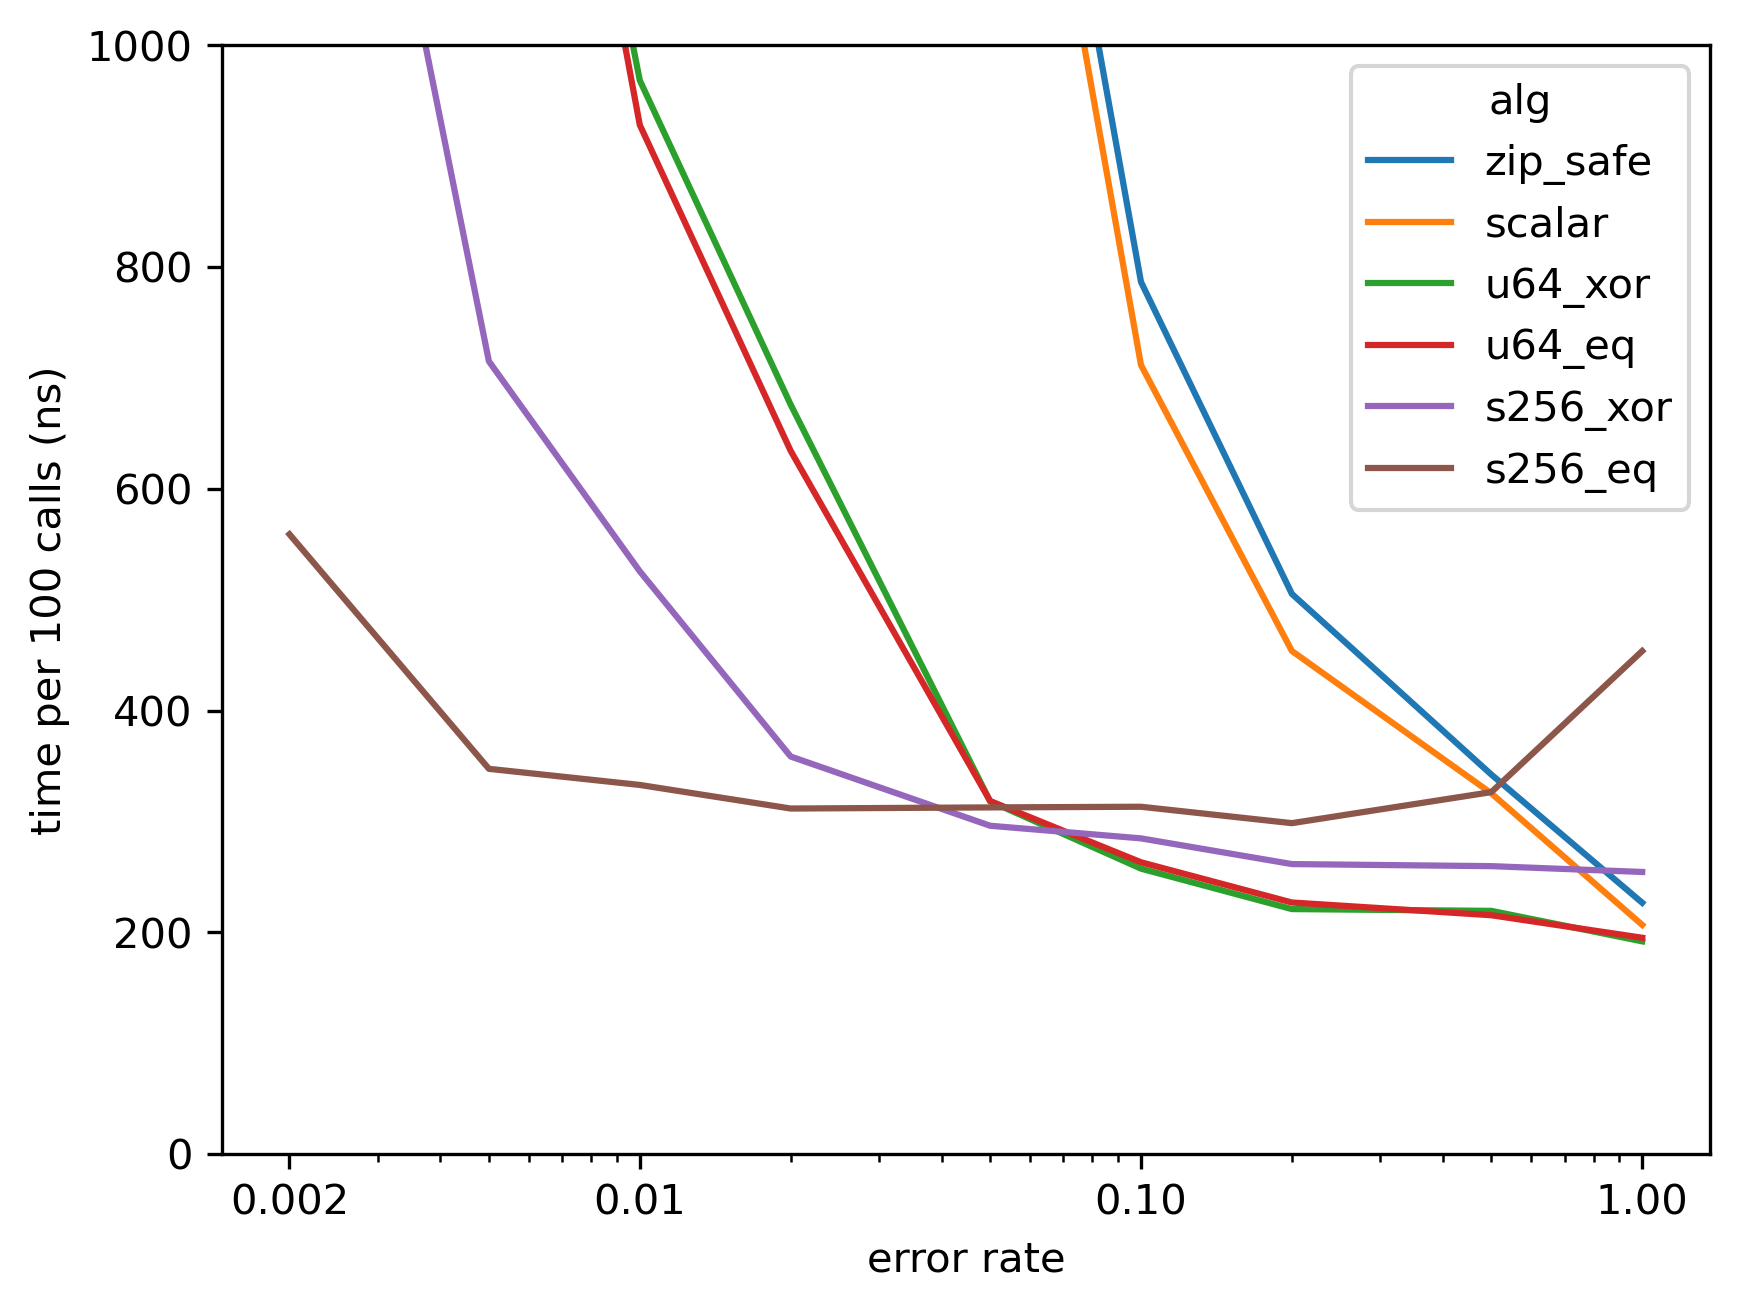 1000
800
600
400
200
0
time per 100 calls (ns)
0.002
0.01
0.10
1.00
error rate
alg
zip_safe
scalar
u64_xor
u64_eq
s256_xor
s256_eq